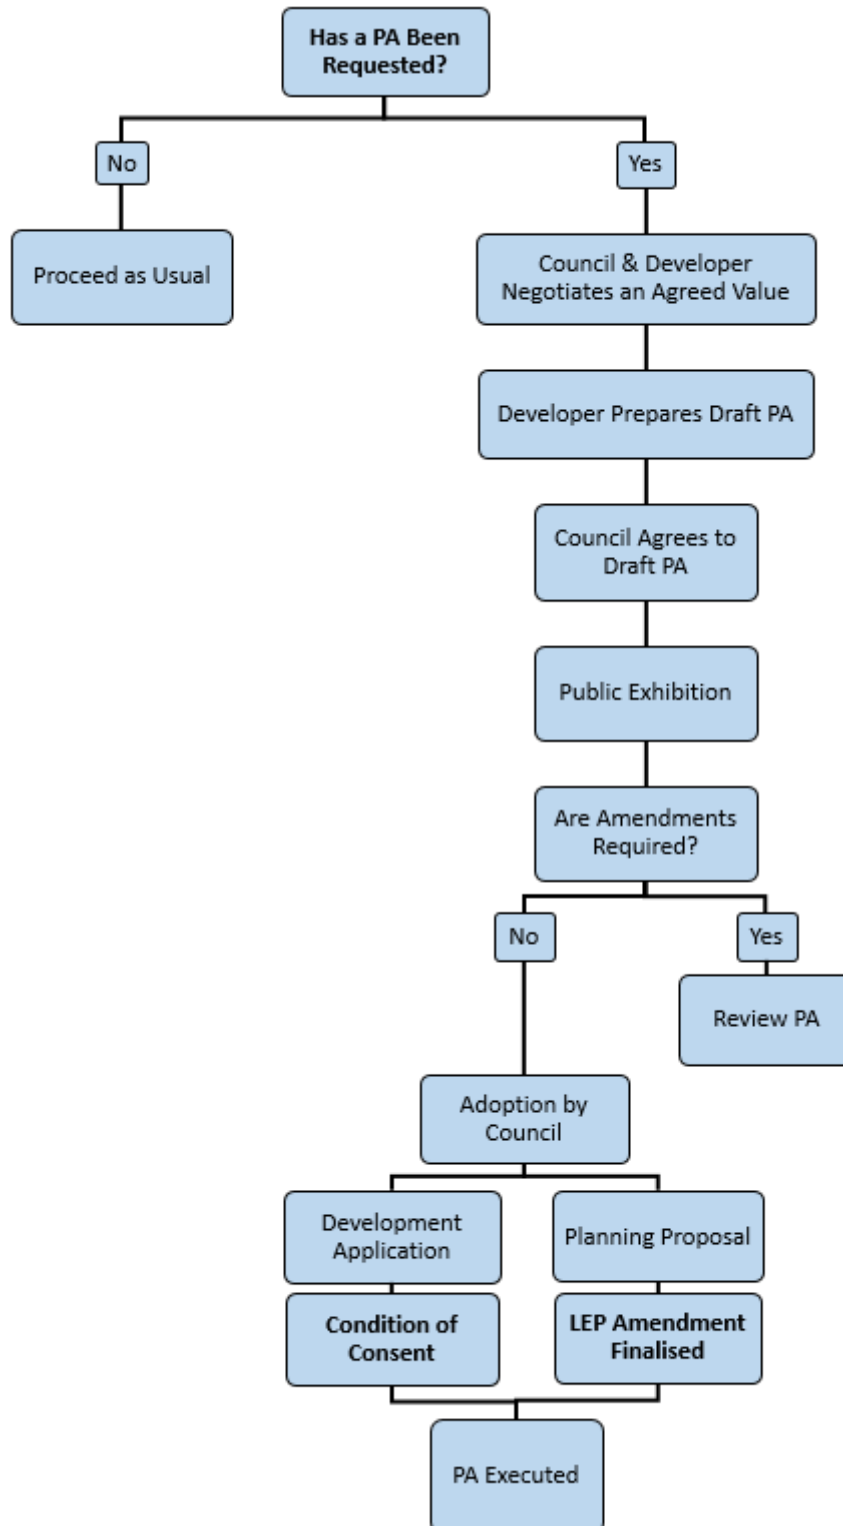 Has a PA Been
Requested?
No
Yes
Proceed as Usual
Council & Developer
Negotiates an Agreed Value
Developer Prepares Draft PA
Council Agrees to
Draft PA
Public Exhibition
Are Amendments
Required?
No
Yes
Review PA
Adoption by
Council
Development
Application
Planning Proposal
Condition of
Consent
LEP Amendment
Finalised
PA Executed